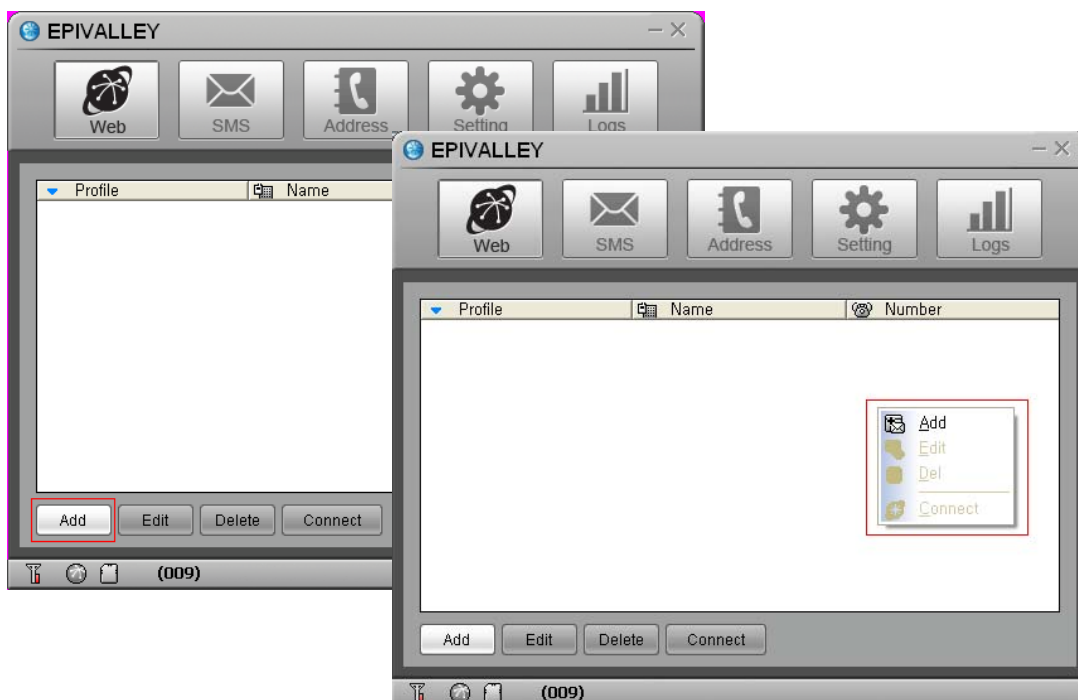 EPIVALLEY
Web SMS Address Setting Logs
Profile Name
Add Edit Delete Connect
(009)
EPIVALLEY
Web SMS Address Setting Logs
Profile Name Number
Add
Edit
Del
Connect
Add Edit Delete Connect
(009)